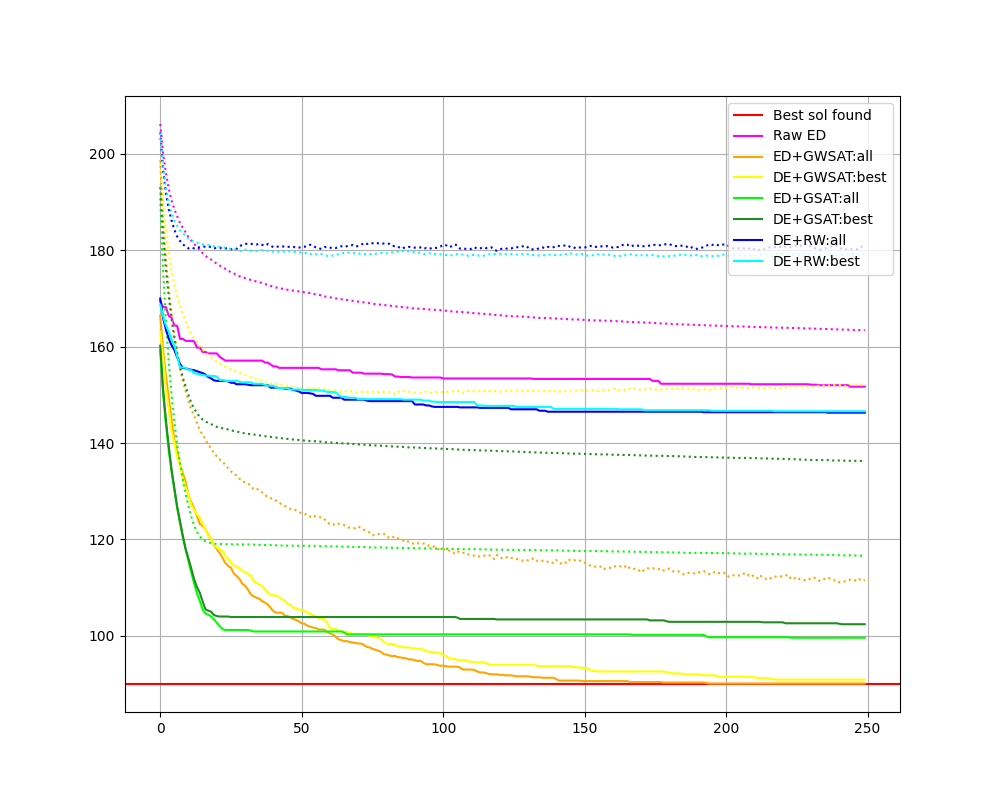 Best sol found
Raw ED
ED+GWSAT:all
DE+GWSAT:best
ED+GSAT:all
DE+GSAT:best
DE+RW:all
DE+RW:best
200
180
160
140
120
100
0 50 100 150 200 250